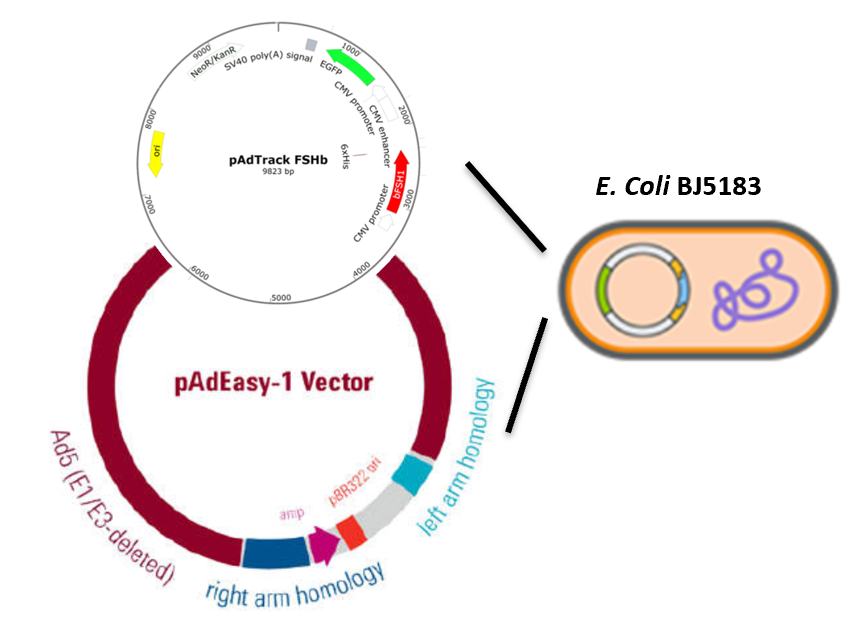 9000
NeoR/KanR
SV40 poly(A) signal
EGFP
1000
CMV promoter
CMV enhancer
2000
8000
ori
pAdTrack FSHb
9823 bp
6xHis
bFSH1
3000
CMV promoter
7000
6000
5000
4000
E. Coli BJ5183
pAdEasy-1 Vector
Ad5 (E1/E3-deleted)
amp
pBR322 ori
left arm homology
right arm homology